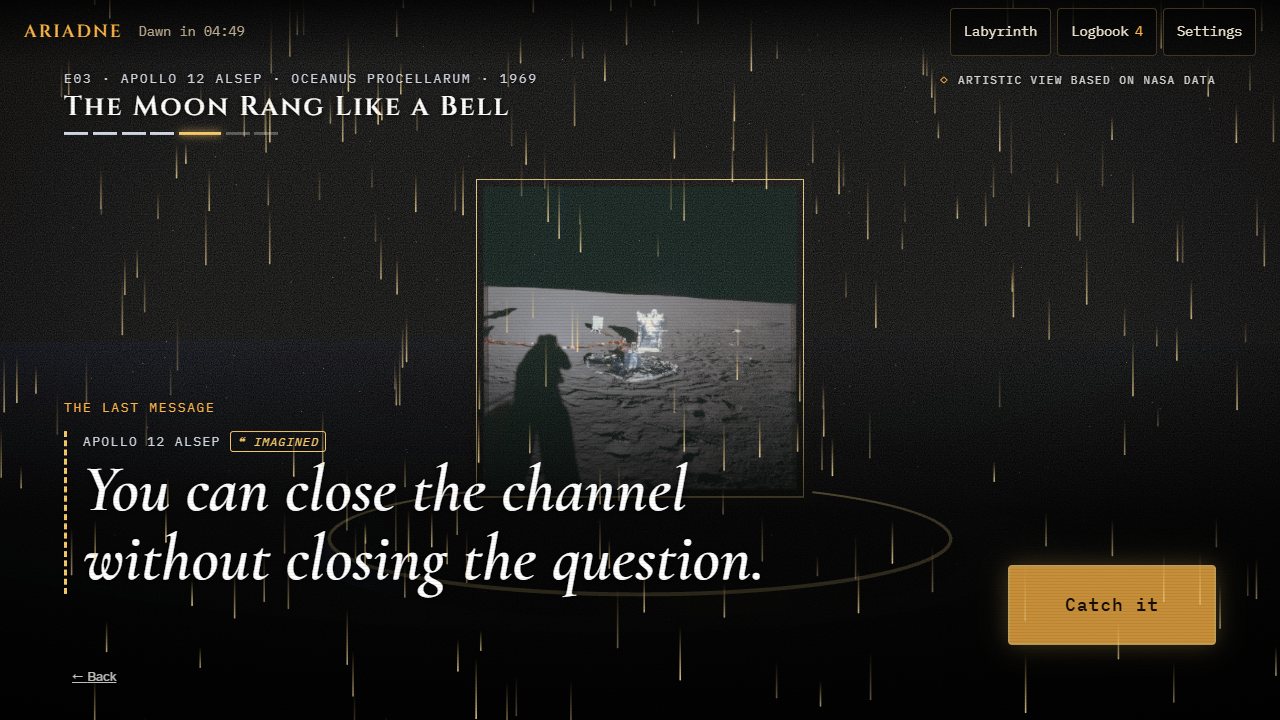 ARIADNE Dawn in 04:49
Labyrinth
Logbook 4
Settings
E03 · APOLLO 12 ALSEP · OCEANUS PROCELLARUM · 1969
◇ ARTISTIC VIEW BASED ON NASA DATA
The Moon Rang Like a Bell
THE LAST MESSAGE
APOLLO 12 ALSEP
❝ IMAGINED
You can close the channel
without closing the question.
Catch it
← Back